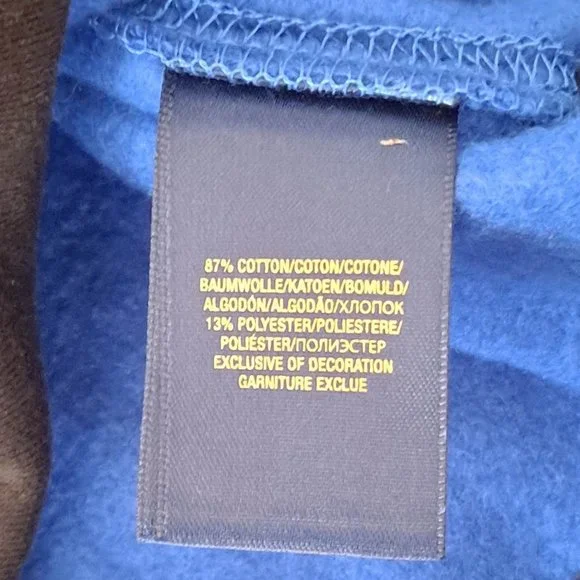 87% COTTON/COTON/COTONE/
BAUMWOLLE/KATOEN/BOMULD/
ALGODÓN/ALGODÃO/ХЛОПОК
13% POLYESTER/POLIESTERE/
POLIÉSTER/ПОЛИЭСТЕР
EXCLUSIVE OF DECORATION
GARNITURE EXCLUE